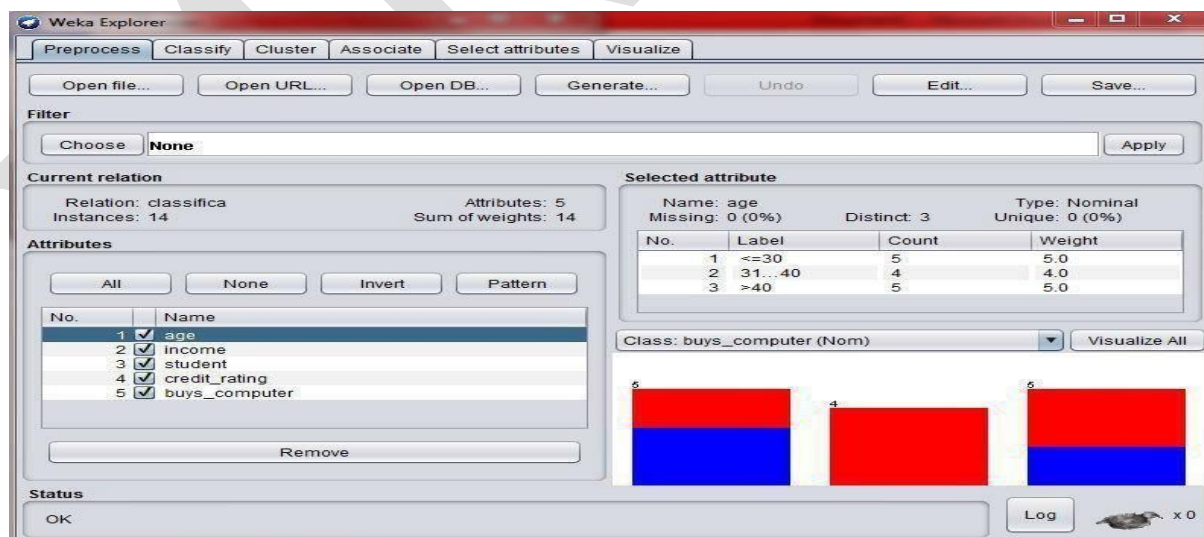 Weka Explorer
Preprocess Classify Cluster Associate Select attributes Visualize
Open file... Open URL... Open DB... Generate... Undo Edit... Save...
Filter
Choose None Apply
Current relation
Relation: classifica Attributes: 5
Instances: 14 Sum of weights: 14
Attributes
All None Invert Pattern
No. Name
1 age
2 income
3 student
4 credit_rating
5 buys_computer
Remove
Selected attribute
Name: age Type: Nominal
Missing: 0 (0%) Distinct: 3 Unique: 0 (0%)
No. Label Count Weight
1 <=30 5 5.0
2 31...40 4 4.0
3 >40 5 5.0
Class: buys_computer (Nom) Visualize All
5 4 5
Status
OK
Log x 0